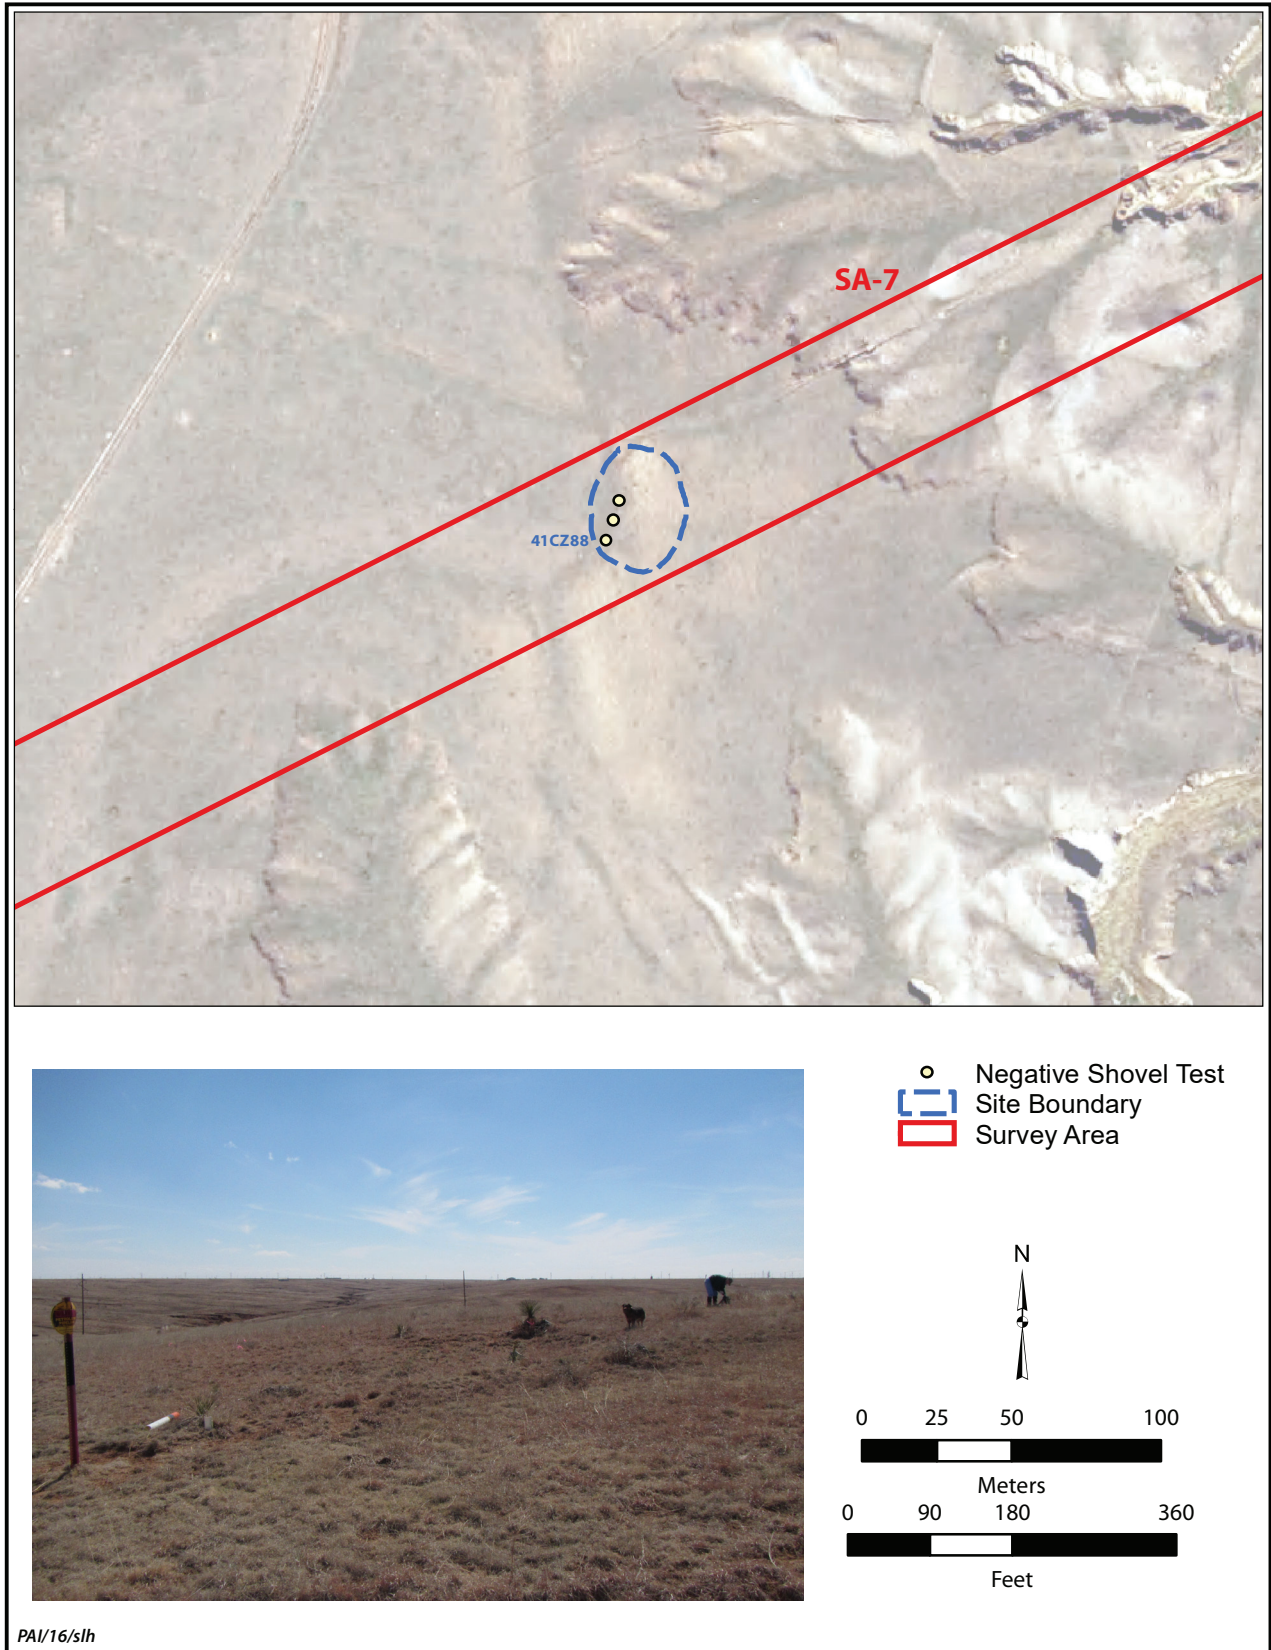 SA-7
41CZ88
Negative Shovel Test
Site Boundary
Survey Area
N
0 25 50 100
Meters
0 90 180 360
Feet
PAI/16/slh